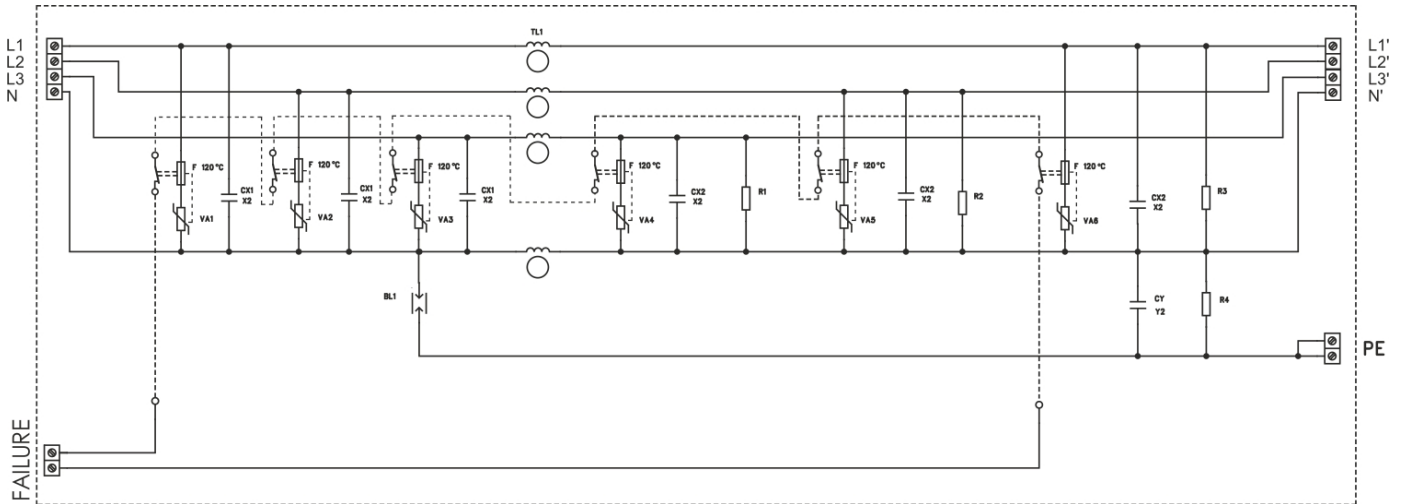 TL1
L1
L2
L3
N
L1'
L2'
L3'
N'
F 120°C
F 120°C
F 120°C
F 120°C
F 120°C
F 120°C
CX1
X2
CX1
X2
CX1
X2
CX2
X2
R1
CX2
X2
R2
CX2
X2
R3
VA1
VA2
VA3
VA4
VA5
VA6
BL1
CY
Y2
R4
PE
FAILURE